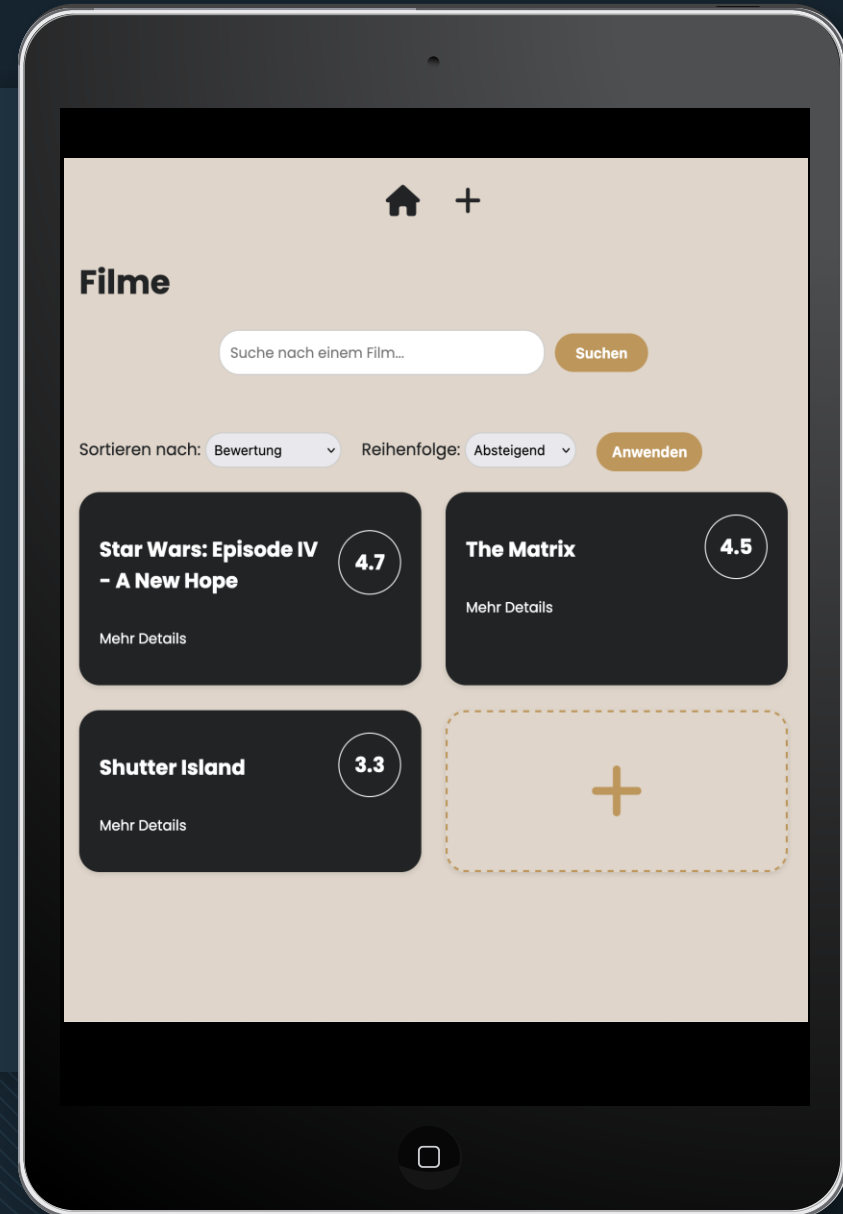 Filme
Suche nach einem Film...
Suchen
Sortieren nach: Bewertung Reihenfolge: Absteigend Anwenden
Star Wars: Episode IV
- A New Hope
4.7
Mehr Details
The Matrix
4.5
Mehr Details
Shutter Island
3.3
Mehr Details